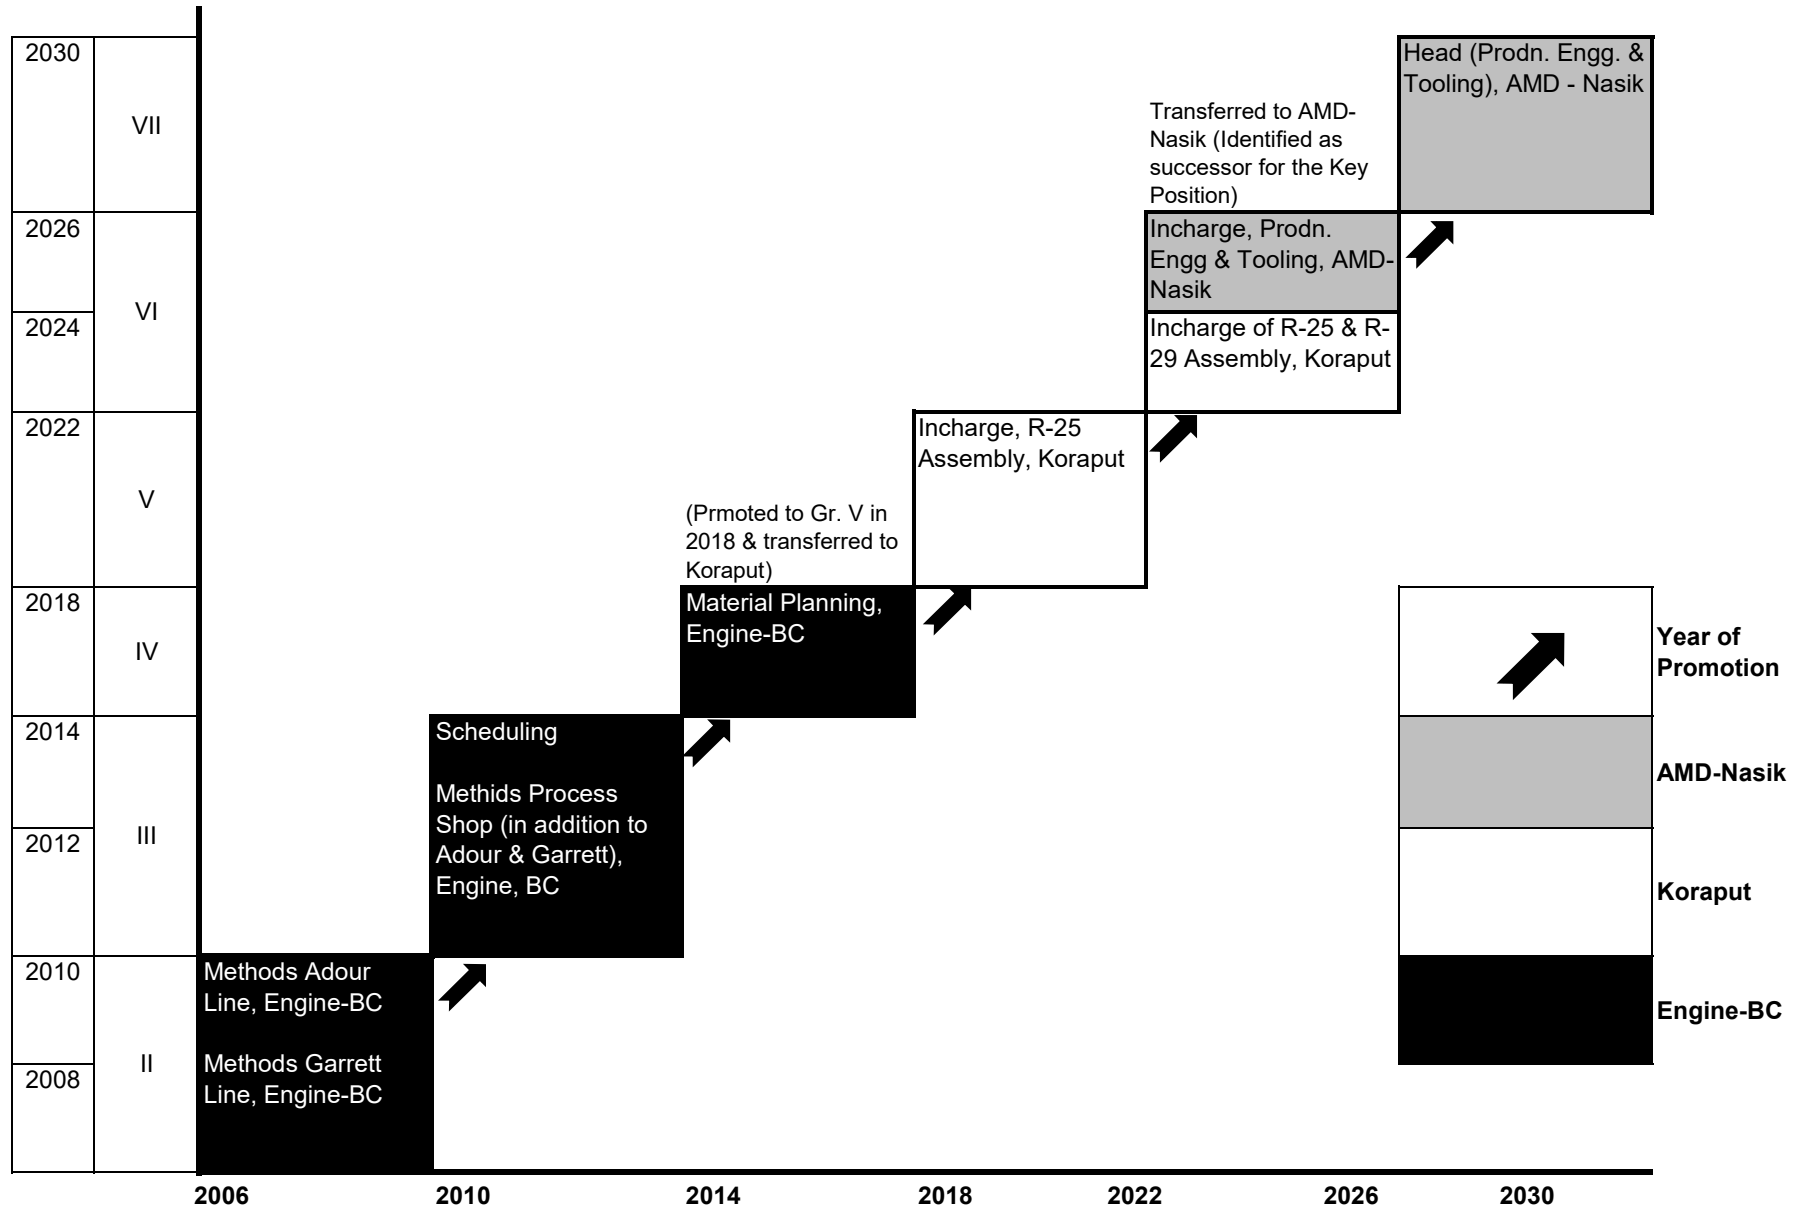 2030
VII
Head (Prodn. Engg. &
Tooling), AMD - Nasik
Transferred to AMD-
Nasik (Identified as
successor for the Key
Position)
2026
VI
Incharge, Prodn.
Engg & Tooling, AMD-
Nasik
2024
Incharge of R-25 & R-
29 Assembly, Koraput
2022
V
Incharge, R-25
Assembly, Koraput
(Prmoted to Gr. V in
2018 & transferred to
Koraput)
2018
IV
Material Planning,
Engine-BC
Year of
Promotion
2014
III
Scheduling
Methids Process
Shop (in addition to
Adour & Garrett),
Engine, BC
AMD-Nasik
2012
Koraput
2010
II
Methods Adour
Line, Engine-BC
Methods Garrett
Line, Engine-BC
Engine-BC
2008
2006 2010 2014 2018 2022 2026 2030